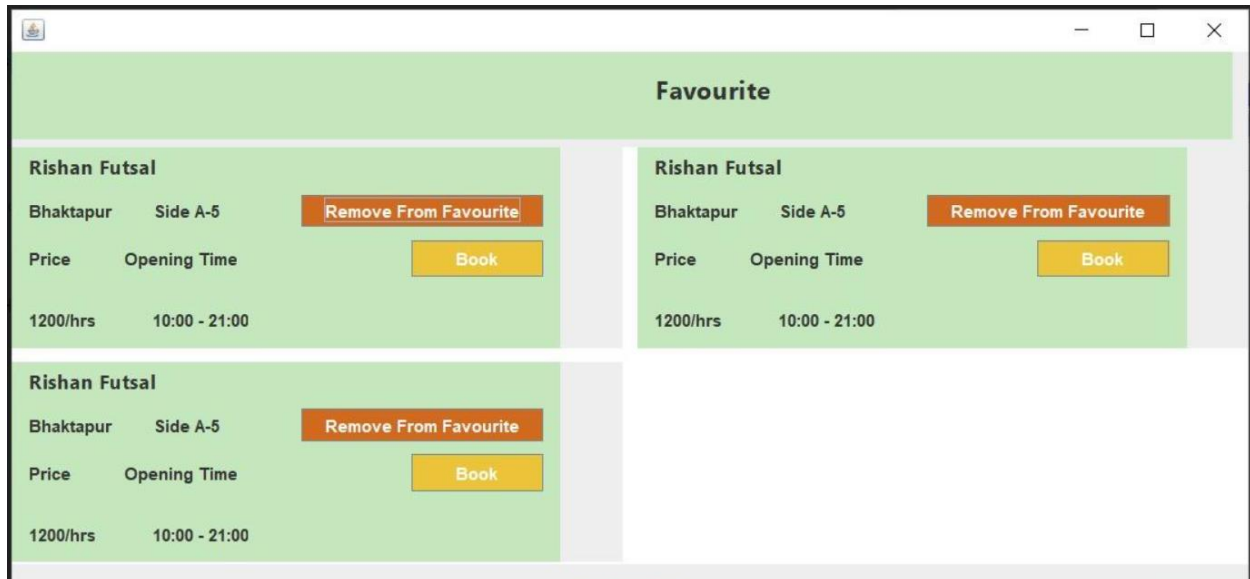 Favourite
Rishan Futsal
Bhaktapur Side A-5 Remove From Favourite
Price Opening Time Book
1200/hrs 10:00 - 21:00
Rishan Futsal
Bhaktapur Side A-5 Remove From Favourite
Price Opening Time Book
1200/hrs 10:00 - 21:00
Rishan Futsal
Bhaktapur Side A-5 Remove From Favourite
Price Opening Time Book
1200/hrs 10:00 - 21:00